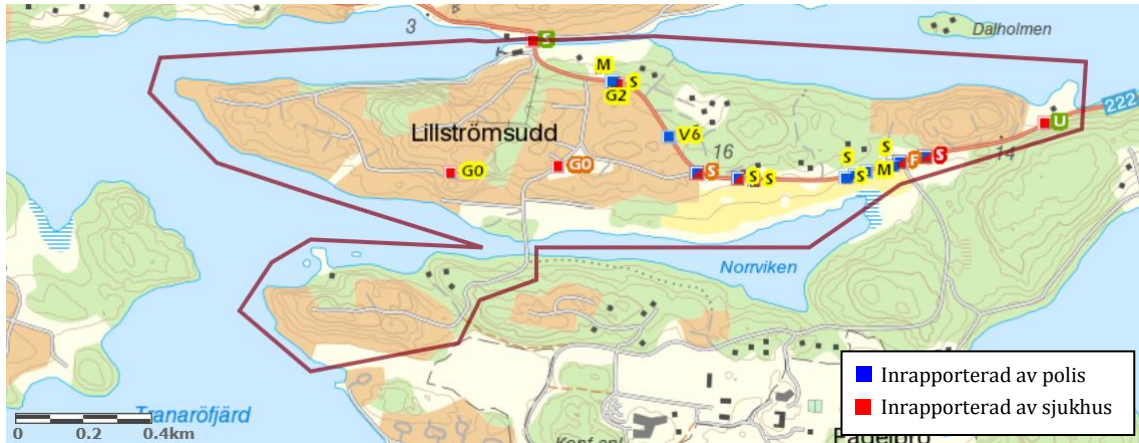 3
S
Dalholmen
M
S
G2
222
U
Lillströmsudd
V6
16
S
14
S
F
S
G0
G0
S
S
S
S
M
Norrviken
Inrapporterad av polis
Inrapporterad av sjukhus
Tranaröfjärd
0 0.2 0.4km